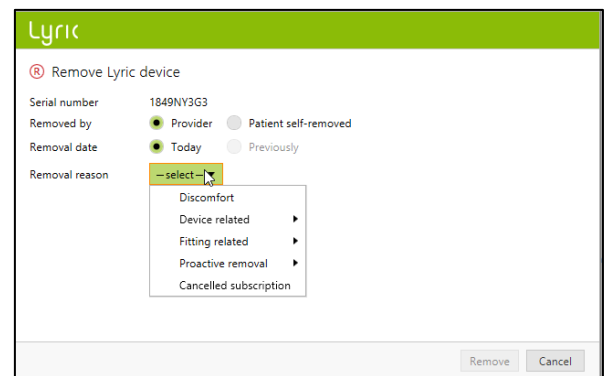 Lyric
® Remove Lyric device
Serial number 1849NY3G3
Removed by Provider Patient self-removed
Removal date Today Previously
Removal reason —select—
Discomfort
Device related
Fitting related
Proactive removal
Cancelled subscription
Remove Cancel